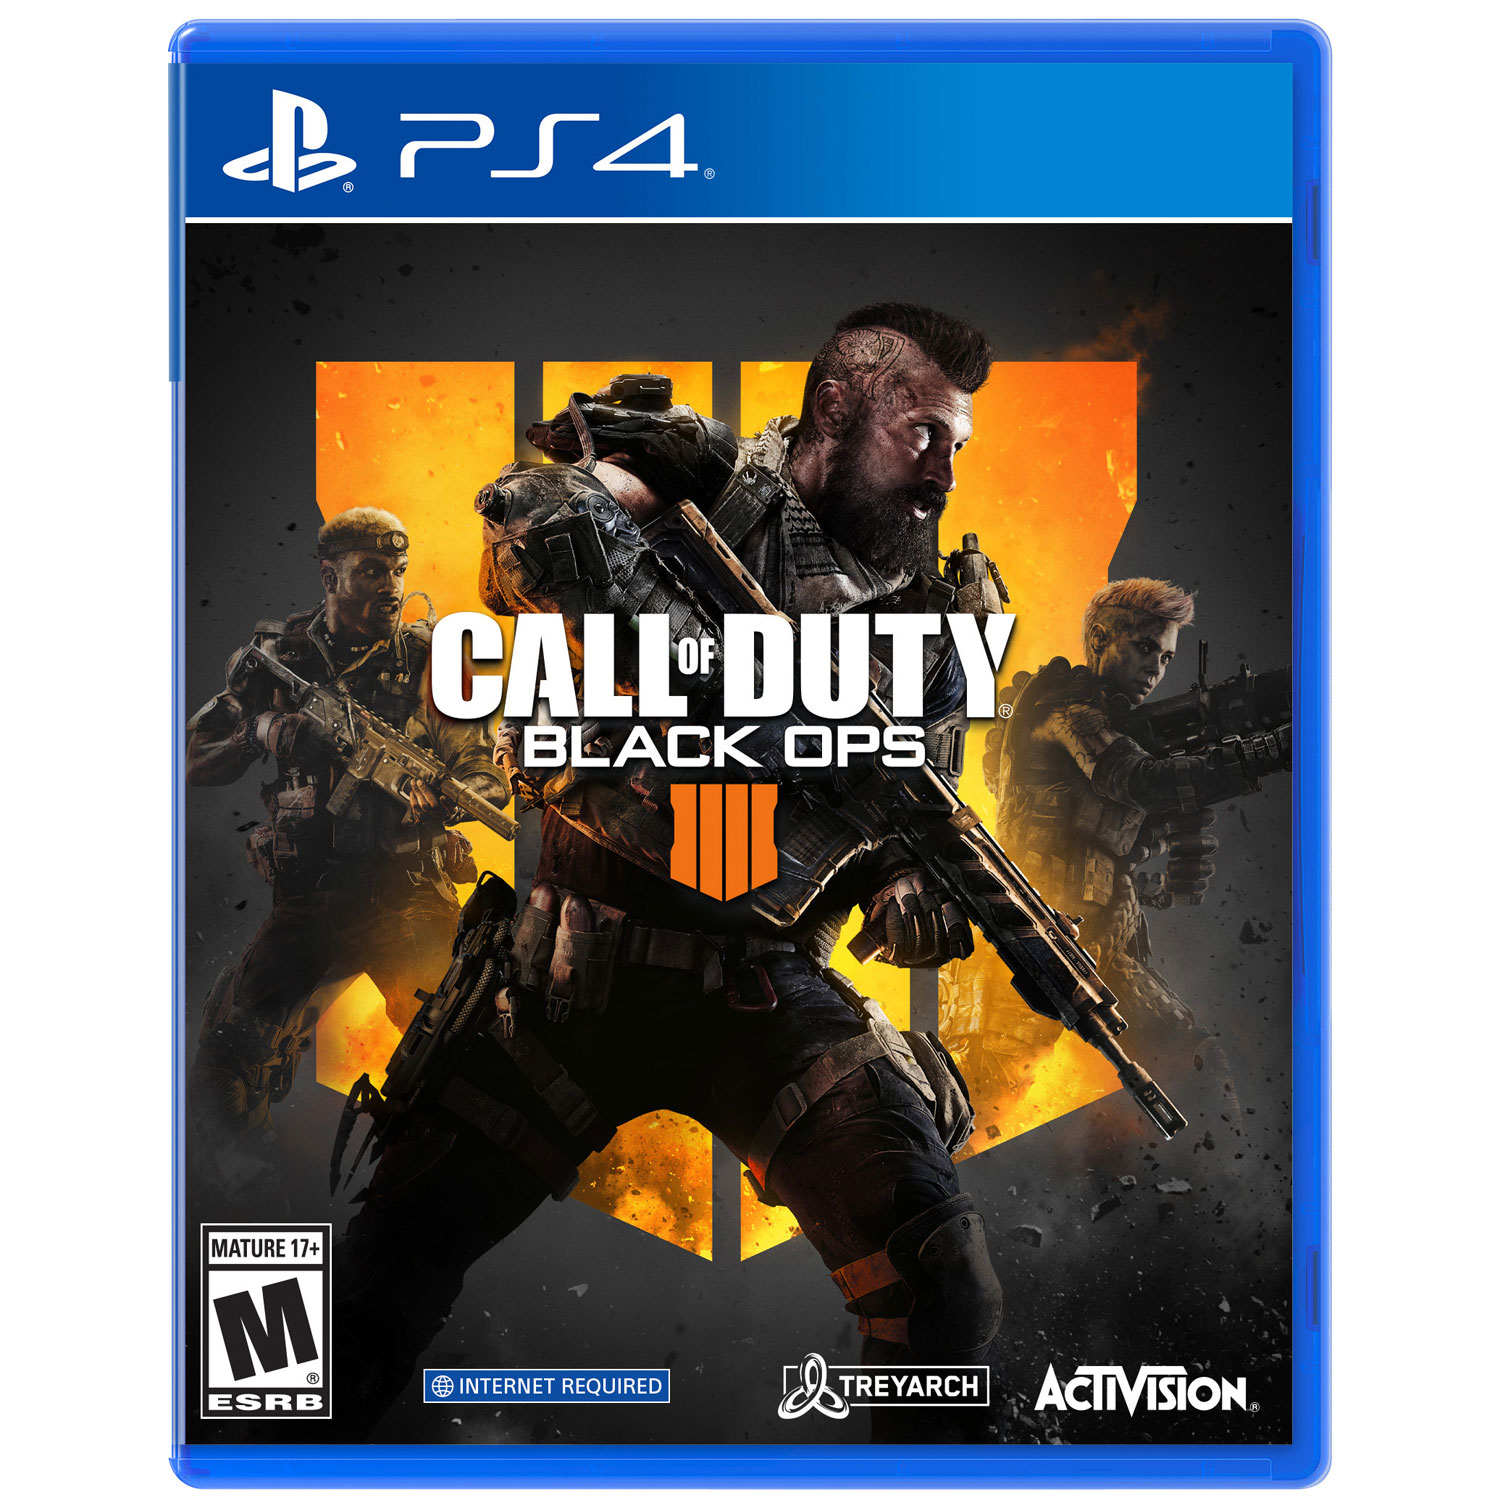 PS4®
CALL OF DUTY®
BLACK OPS
IIII
MATURE 17+
M®
ESRB
INTERNET REQUIRED
TREYARCH
ACTIVISION®